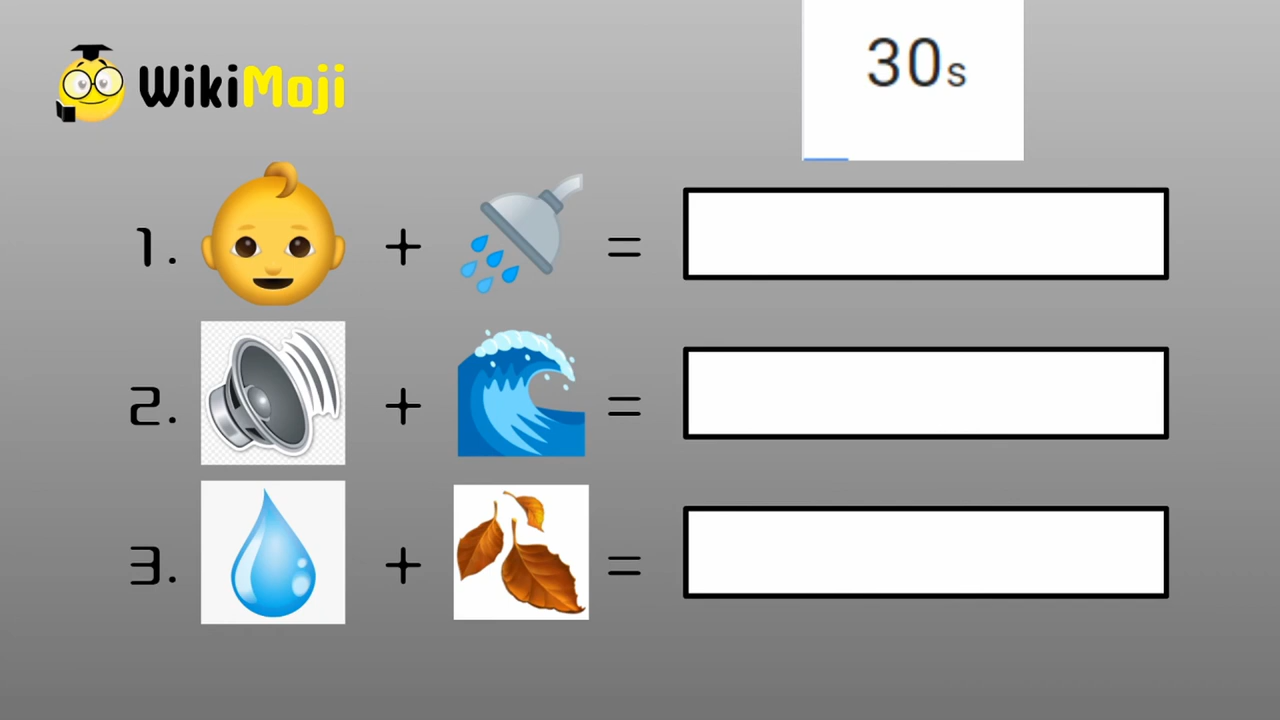 WikiMoji
30s
1. + =
2. + =
3. + =